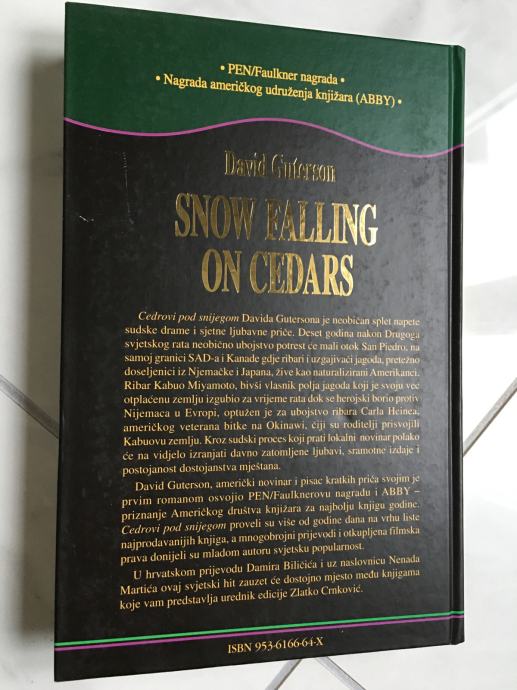 • PEN/Faulkner nagrada •
• Nagrada američkog udruženja knjižara (ABBY) •
David Guterson
SNOW FALLING
ON CEDARS
Cedrovi pod snijegom Davida Gutersona je neobičan splet napete
sudske drame i sjetne ljubavne priče. Deset godina nakon Drugoga
svjetskog rata neobično ubojstvo potrest će mali otok San Piedro, na
samoj granici SAD-a i Kanade gdje ribari i uzgajivači jagoda, pretežno
doseljenici iz Njemačke i Japana, žive kao naturalizirani Amerikanci.
Ribar Kabuo Miyamoto, bivši vlasnik polja jagoda koji je svoju već
otplaćenu zemlju izgubio za vrijeme rata dok se herojski borio protiv
Nijemaca u Evropi, optužen je za ubojstvo ribara Carla Heinea,
američkog veterana bitke na Okinawi, čiji su roditelji prisvojili
Kabuovu zemlju. Kroz sudski proces koji prati lokalni novinar polako
će na vidjelo izranjati davno zatomljene ljubavi, sramotne izdaje i
postojanost dostojanstva mještana.
David Guterson, američki novinar i pisac kratkih priča svojim je
prvim romanom osvojio PEN/Faulknerovu nagradu i ABBY –
priznanje Američkog društva knjižara za najbolju knjigu godine.
Cedrovi pod snijegom proveli su više od godine dana na vrhu liste
najprodavanijih knjiga, a mnogobrojni prijevodi i otkupljena filmska
prava donijeli su mladom autoru svjetsku popularnost.
U hrvatskom prijevodu Damira Biličića i uz naslovnicu Nenada
Martića ovaj svjetski hit zauzet će dostojno mjesto među knjigama
koje vam predstavlja urednik edicije Zlatko Crnković.
ISBN 953-6166-64-X